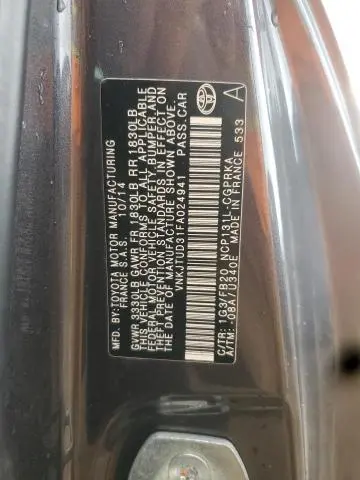 MFD. BY: TOYOTA MOTOR MANUFACTURING
FRANCE S.A.S. 10/14
GVWR 3330LB GAWR FR 1830LB RR 1830LB
THIS VEHICLE CONFORMS TO ALL APPLICABLE
FEDERAL MOTOR VEHICLE SAFETY, BUMPER, AND
THEFT PREVENTION STANDARDS IN EFFECT ON
THE DATE OF MANUFACTURE SHOWN ABOVE.
VNKJTUD31FA024941 PASS.CAR
C/TR: 1G3/FB20 NCP131L-CGPRKA
A/TM: -08A/U340E MADE IN FRANCE 533
A